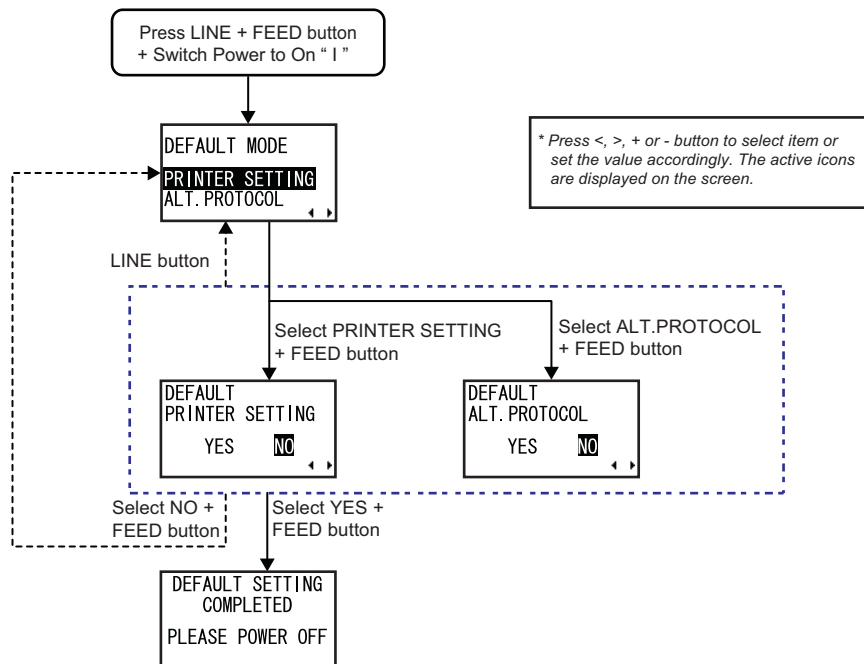 Press LINE + FEED button
+ Switch Power to On “ I ”
DEFAULT MODE
PRINTER SETTING
ALT.PROTOCOL
* Press <, >, + or - button to select item or
set the value accordingly. The active icons
are displayed on the screen.
LINE button
Select PRINTER SETTING
+ FEED button
Select ALT.PROTOCOL
+ FEED button
DEFAULT
PRINTER SETTING
YES NO
DEFAULT
ALT.PROTOCOL
YES NO
Select NO +
FEED button
Select YES +
FEED button
DEFAULT SETTING
COMPLETED
PLEASE POWER OFF